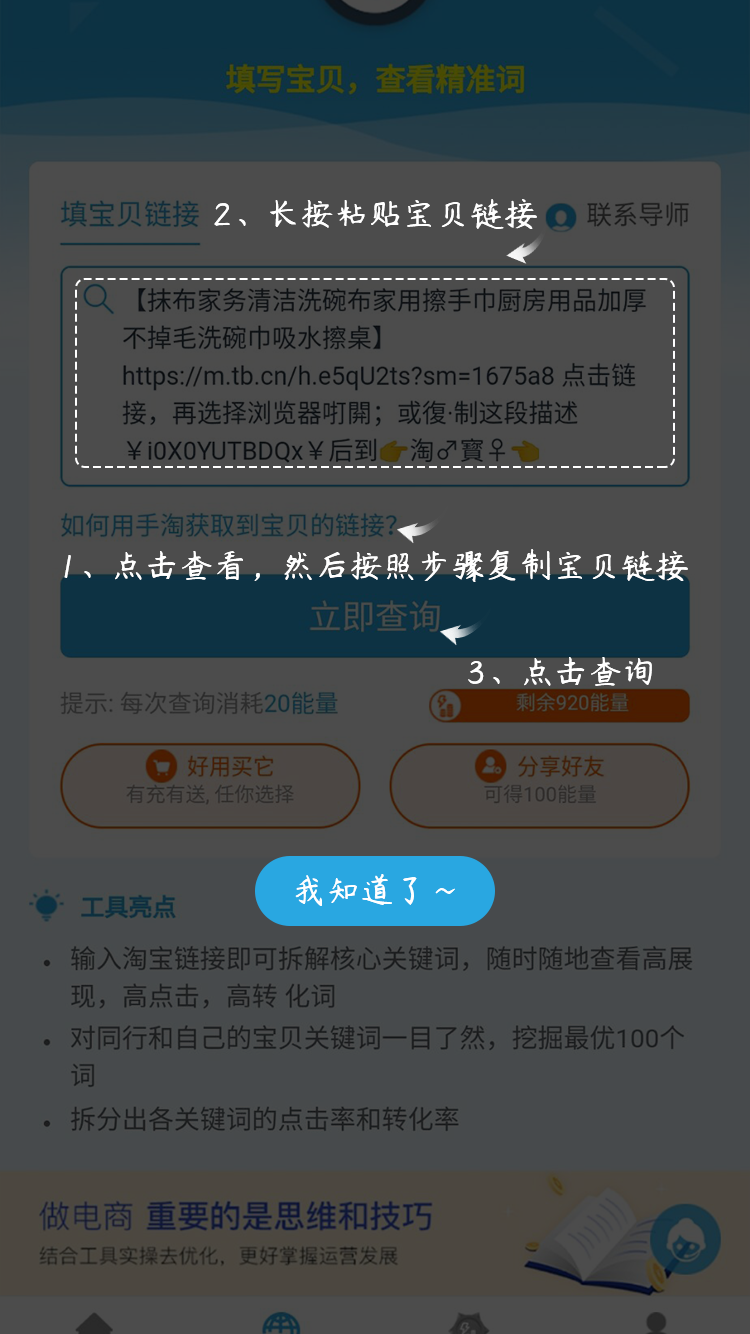 填写宝贝，查看精准词
填宝贝链接
2、长按粘贴宝贝链接
联系导师
【抹布家务清洁洗碗布家用擦手巾厨房用品加厚
不掉毛洗碗巾吸水擦桌】
https://m.tb.cn/h.e5qU2ts?sm=1675a8 点击链
接，再选择浏览器咑閞；或復·制这段描述
￥i0X0YUTBDQx￥后到👉淘♂寳♀👈
如何用手淘获取到宝贝的链接?
1、点击查看，然后按照步骤复制宝贝链接
立即查询
3、点击查询
提示: 每次查询消耗20能量
剩余920能量
好用买它
有充有送, 任你选择
分享好友
可得100能量
我知道了～
工具亮点
• 输入淘宝链接即可拆解核心关键词，随时随地查看高展
现，高点击，高转 化词
• 对同行和自己的宝贝关键词一目了然，挖掘最优100个
词
• 拆分出各关键词的点击率和转化率
做电商 重要的是思维和技巧
结合工具实操去优化，更好掌握运营发展